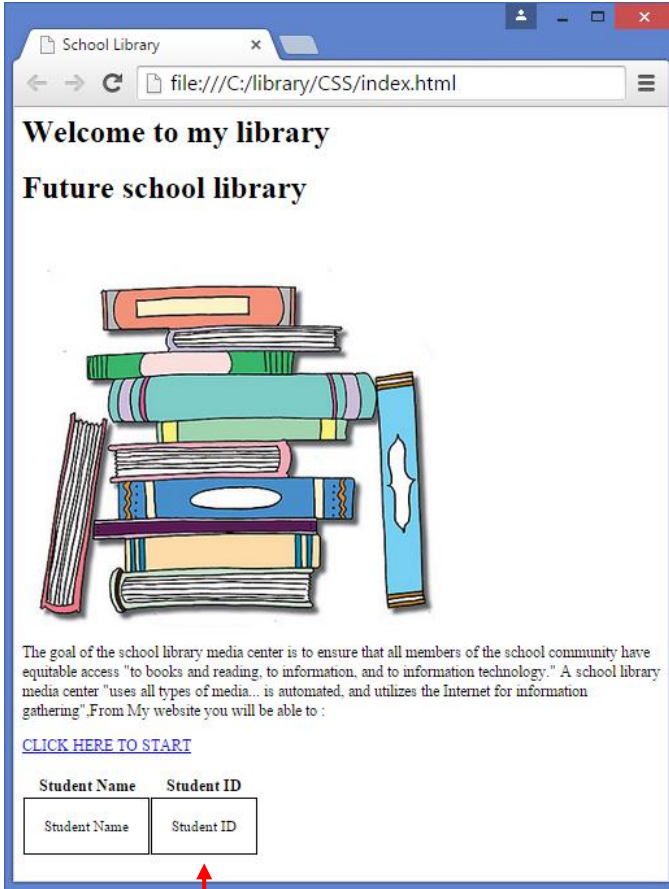 School Library
file:///C:/library/CSS/index.html
Welcome to my library
Future school library
The goal of the school library media center is to ensure that all members of the school community have
equitable access "to books and reading, to information, and to information technology." A school library
media center "uses all types of media... is automated, and utilizes the Internet for information
gathering",From My website you will be able to :
CLICK HERE TO START
Student Name Student ID
Student Name Student ID